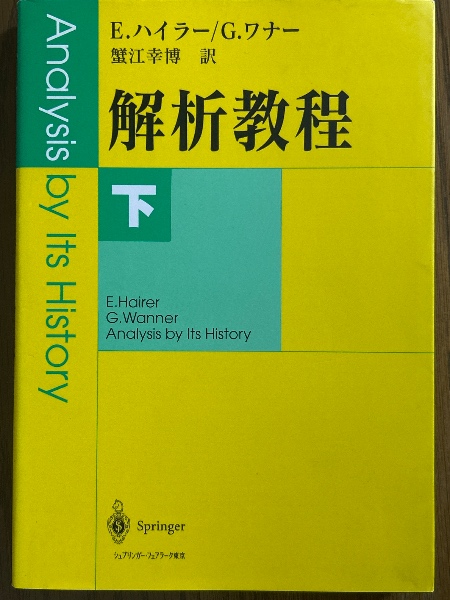 Analysis by Its History
E.ハイラー/G.ワナー
蟹江幸博 訳
解析教程
下
E.Hairer
G.Wanner
Analysis by Its History
Springer
シュプリンガー・フェアラーク東京